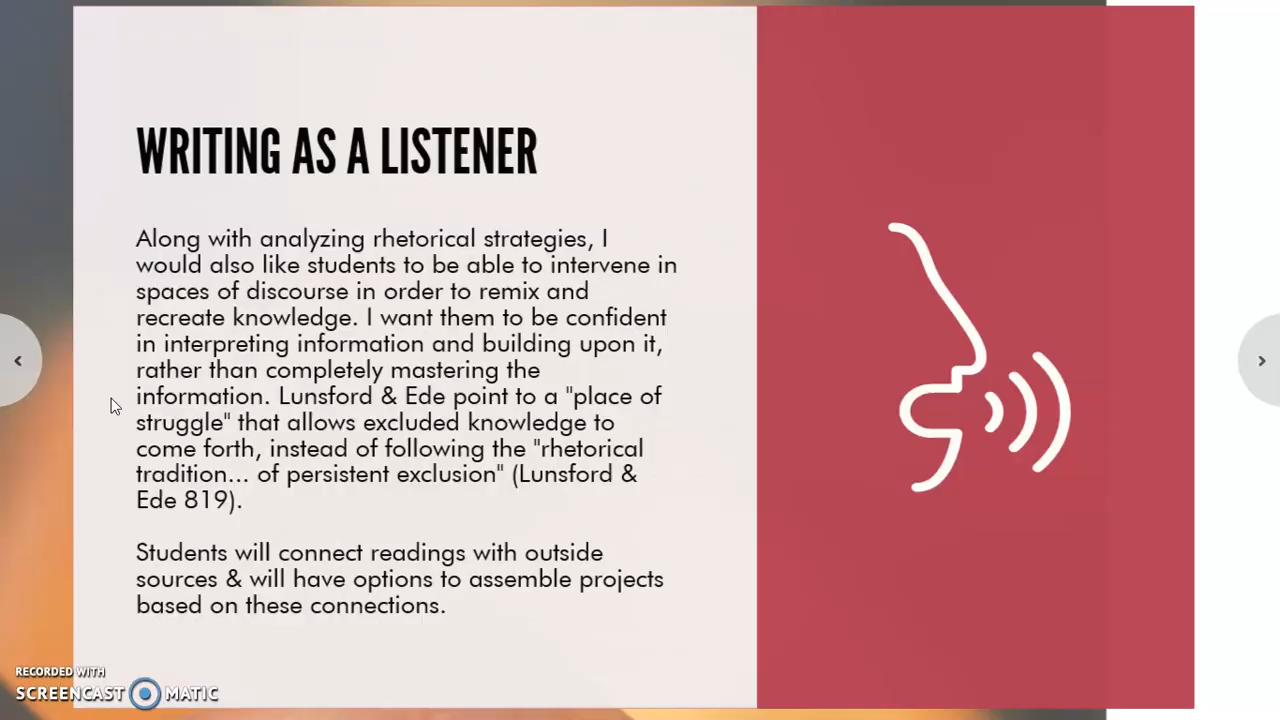 WRITING AS A LISTENER
Along with analyzing rhetorical strategies, I
would also like students to be able to intervene in
spaces of discourse in order to remix and
recreate knowledge. I want them to be confident
in interpreting information and building upon it,
rather than completely mastering the
information. Lunsford & Ede point to a "place of
struggle" that allows excluded knowledge to
come forth, instead of following the "rhetorical
tradition... of persistent exclusion" (Lunsford &
Ede 819).
Students will connect readings with outside
sources & will have options to assemble projects
based on these connections.
RECORDED WITH
SCREENCAST MATIC